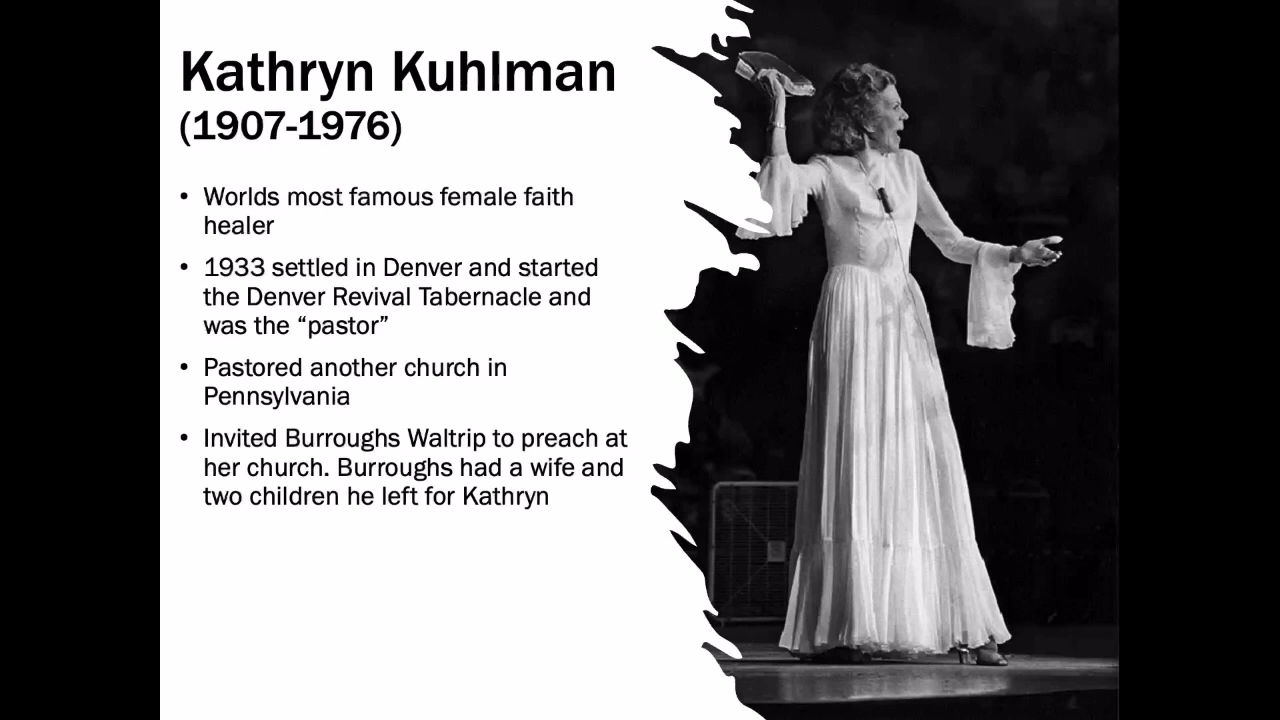 Kathryn Kuhlman
(1907-1976)
• Worlds most famous female faith
healer
• 1933 settled in Denver and started
the Denver Revival Tabernacle and
was the “pastor”
• Pastored another church in
Pennsylvania
• Invited Burroughs Waltrip to preach at
her church. Burroughs had a wife and
two children he left for Kathryn